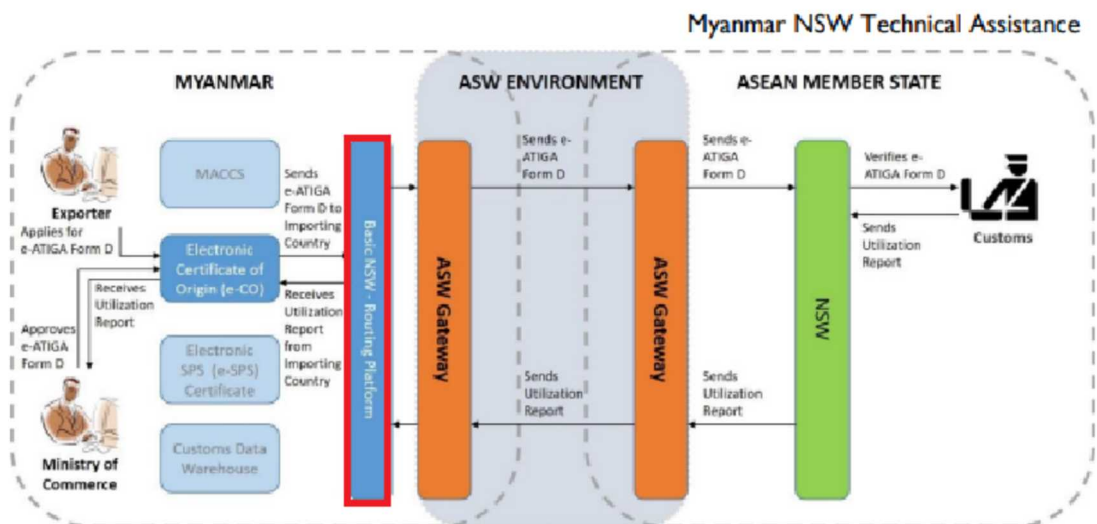 Myanmar NSW Technical Assistance
MYANMAR
ASW ENVIRONMENT
ASEAN MEMBER STATE
Exporter
Applies for
e-ATIGA Form D
MACCS
Sends
e-ATIGA
Form D to
Importing
Country
Electronic
Certificate of
Origin (e-CO)
Receives
Utilization
Report
Approves
e-ATIGA
Form D
Receives
Utilization
Report
from
Importing
Country
Electronic
SPS (e-SPS)
Certificate
Customs Data
Warehouse
Ministry of
Commerce
Basic NSW - Routing Platform
ASW Gateway
Sends e-
ATIGA
Form D
Sends
Utilization
Report
ASW Gateway
Sends e-
ATIGA
Form D
Sends
Utilization
Report
NSW
Verifies e-
ATIGA Form D
Sends
Utilization
Report
Customs